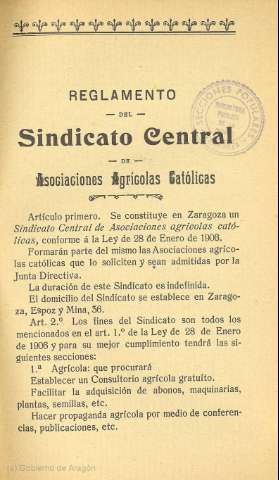 REGLAMENTO
— DEL —
Sindicato Central
— DE —
Asociaciones Agrícolas Católicas
Artículo primero. Se constituye en Zaragoza un
Sindicato Central de Asociaciones agrícolas cató-
licas, conforme á la Ley de 28 de Enero de 1906.
Formarán parte del mismo las Asociaciones agríco-
las católicas que lo soliciten y sean admitidas por la
Junta Directiva.
La duración de este Sindicato es indefinida.
El domicilio del Sindicato se establece en Zarago-
za, Espoz y Mina, 36.
Art. 2.º Los fines del Sindicato son todos los
mencionados en el art. 1.º de la Ley de 28 de Enero
de 1906 y para su mejor cumplimiento tendrá las si-
guientes secciones:
1.ª Agrícola: que procurará
Establecer un Consultorio agrícola gratuíto.
Facilitar la adquisición de abonos, maquinarias,
plantas, semillas, etc.
Hacer propaganda agrícola por medio de conferen-
cias, publicaciones, etc.
(c) Gobierno de Aragón
SECCIONES POPULARES